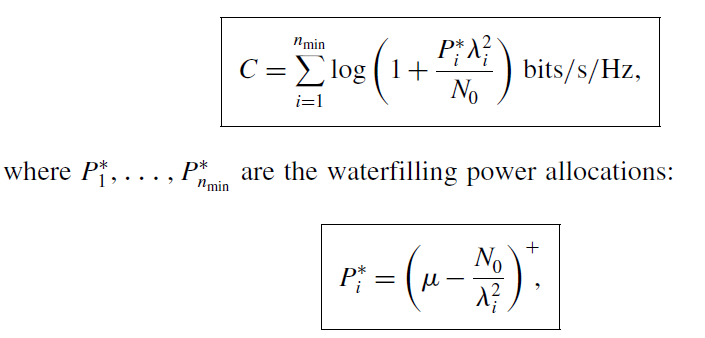 C = \sum_{i=1}^{n_{\min}} \log \left( 1 + \frac{P_i^* \lambda_i^2}{N_0} \right) bits/s/Hz,
where P_1^*, . . . , P_{n_{\min}}^* are the waterfilling power allocations:
P_i^* = \left( \mu - \frac{N_0}{\lambda_i^2} \right)^+,